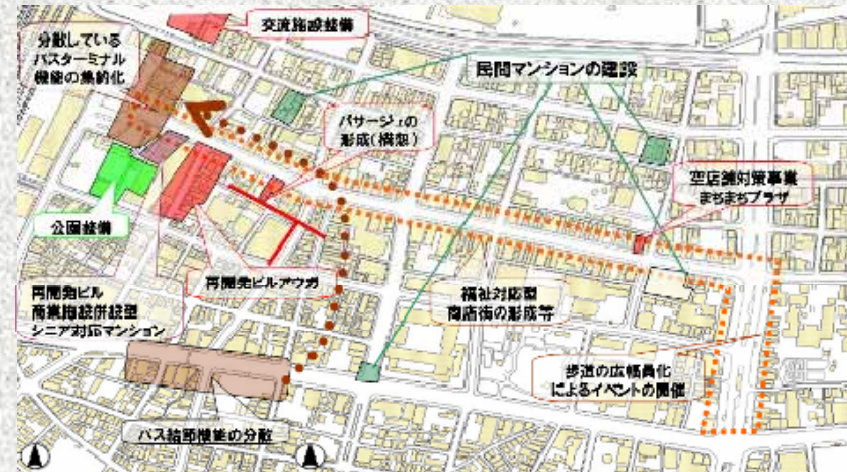 交流施設整備
分散している
バスターミナル
機能の集約化
民間マンションの建設
パサージュの
形成(構想)
空店舗対策事業
まちまちプラザ
公園整備
再開発ビルアウガ
再開発ビル
商業施設併設型
シニア対応マンション
福祉対応型
商店街の形成等
歩道の広幅員化
によるイベントの開催
バス結節機能の分散